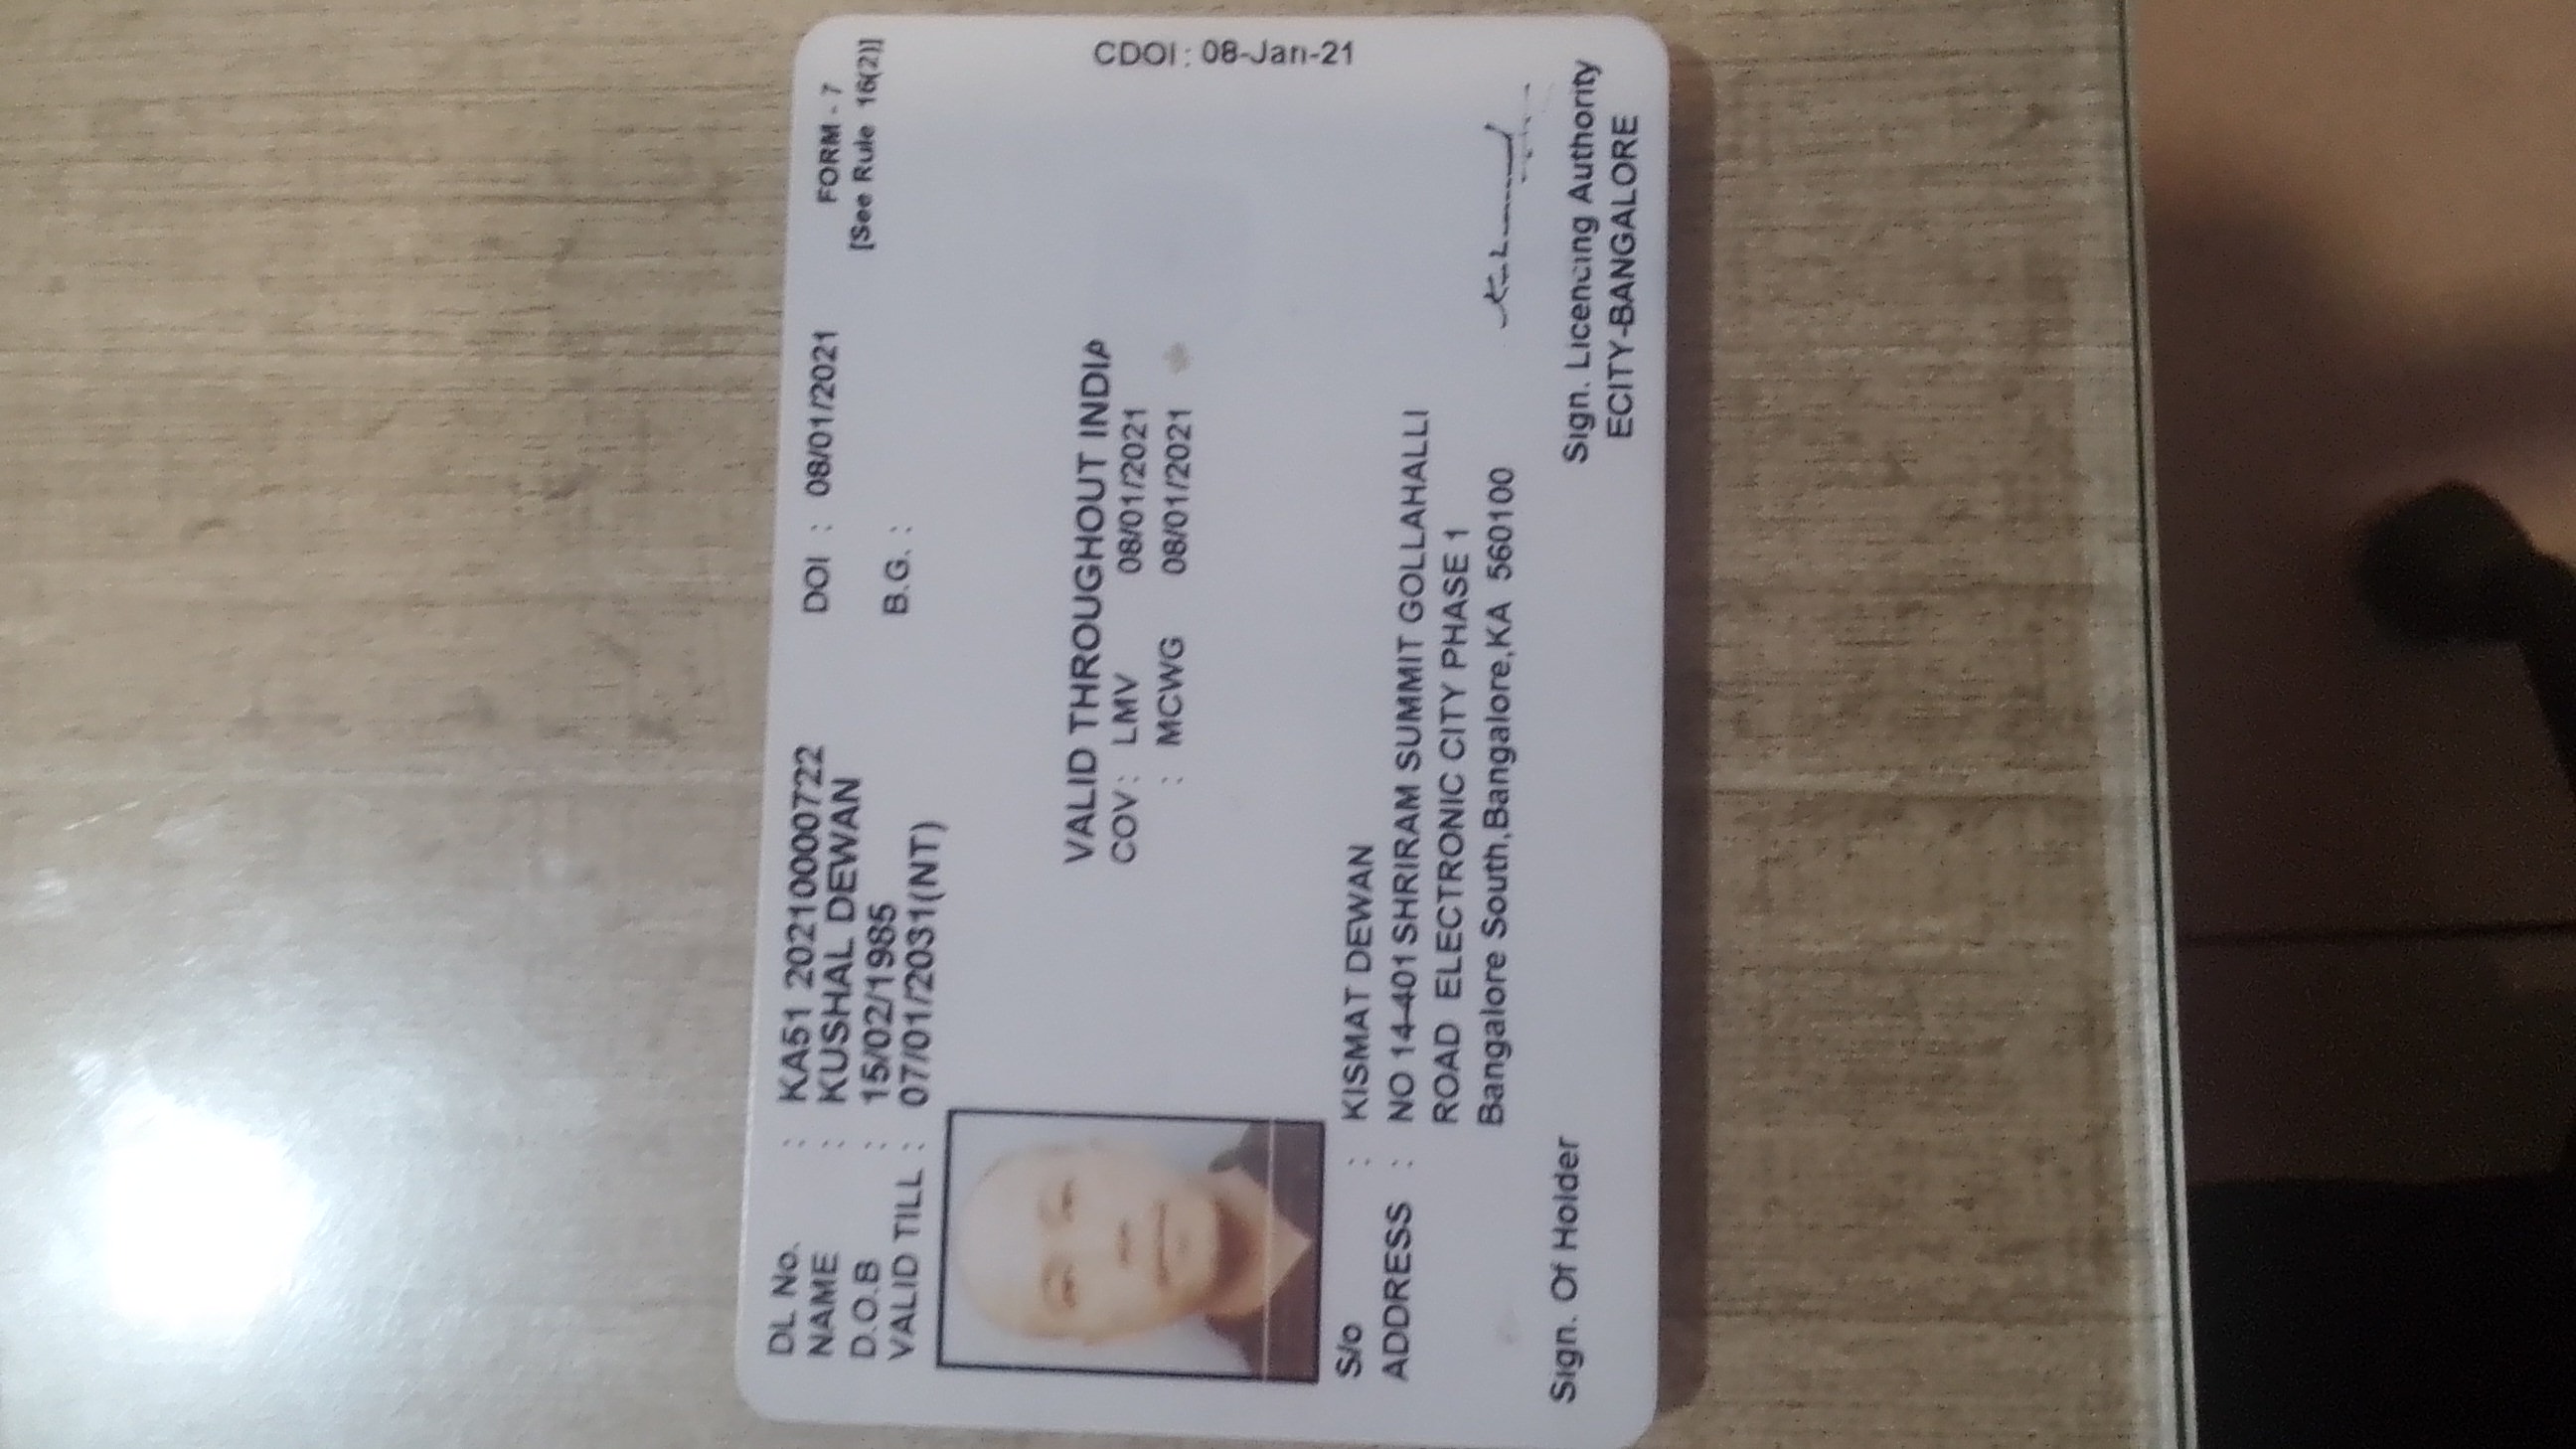 DL No. : KA51 20210000722
NAME : KUSHAL DEWAN
D.O.B : 15/02/1985
VALID TILL : 07/01/2031(NT)
DOI : 08/01/2021
B.G. :
FORM - 7
[See Rule 16(2)]
VALID THROUGHOUT INDIA
COV : LMV 08/01/2021
: MCWG 08/01/2021
CDOI : 08-Jan-21
S/o : KISMAT DEWAN
ADDRESS : NO 14-401 SHRIRAM SUMMIT GOLLAHALLI
ROAD ELECTRONIC CITY PHASE 1
Bangalore South,Bangalore,KA 560100
Sign. Of Holder
Sign. Licencing Authority
ECITY-BANGALORE